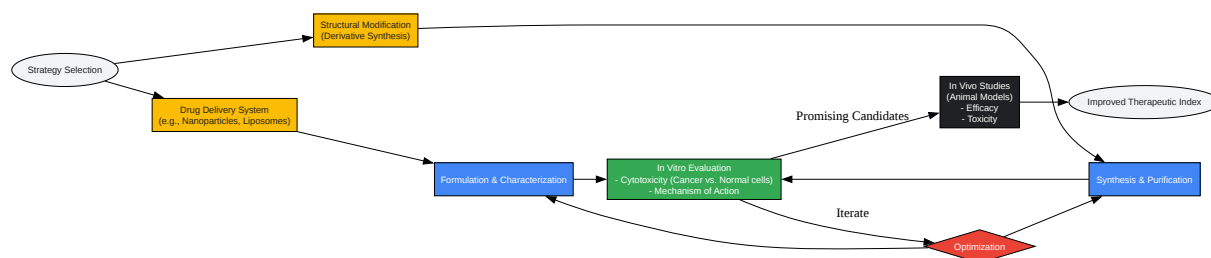 Structural Modification
(Derivative Synthesis)
Strategy Selection
Drug Delivery System
(e.g., Nanoparticles, Liposomes)
In Vivo Studies
(Animal Models)
- Efficacy
- Toxicity
Improved Therapeutic Index
Promising Candidates
Formulation & Characterization
In Vitro Evaluation
- Cytotoxicity (Cancer vs. Normal cells)
- Mechanism of Action
Synthesis & Purification
Iterate
Optimization